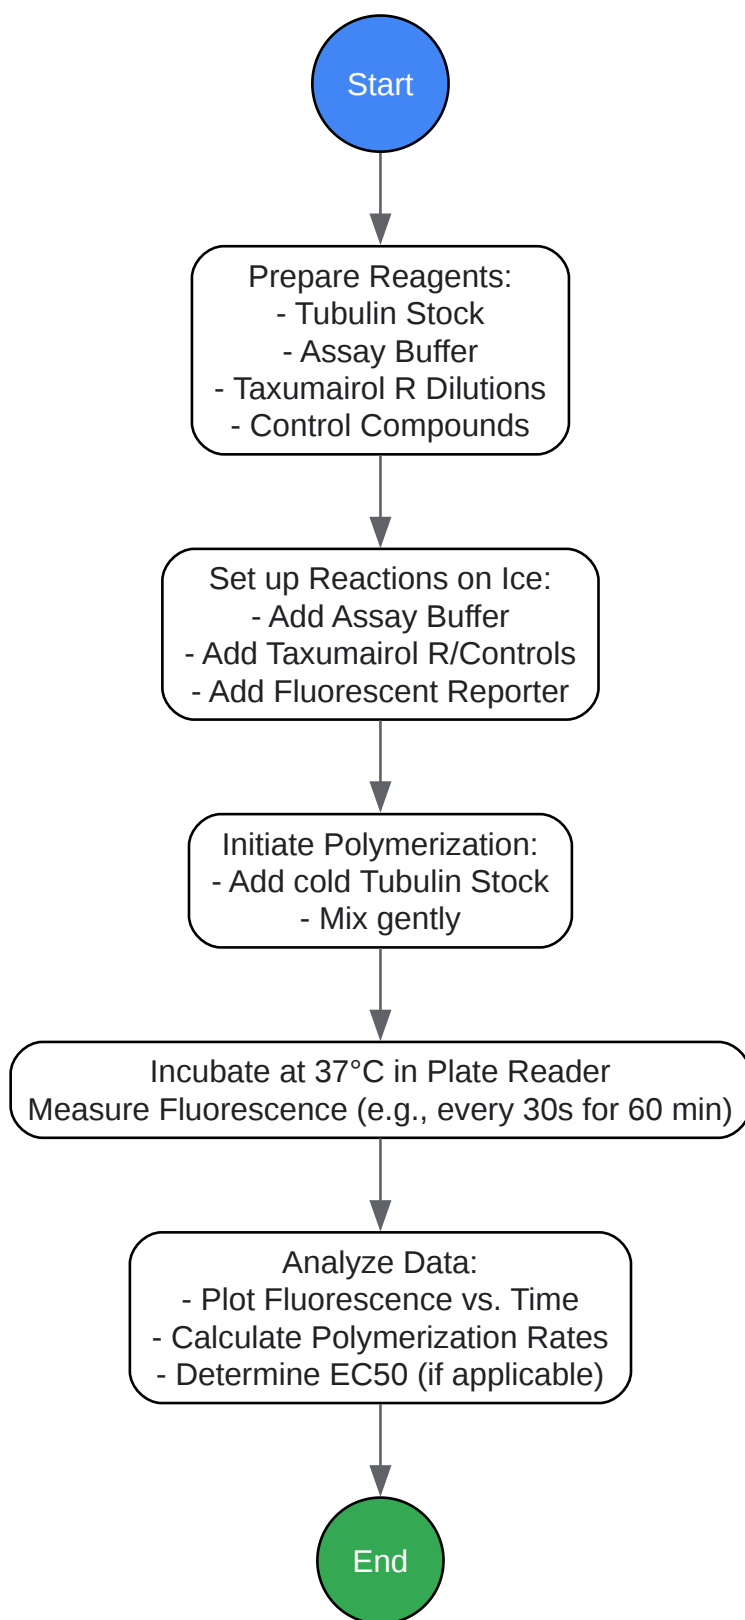 Start
Prepare Reagents:
- Tubulin Stock
- Assay Buffer
- Taxumairol R Dilutions
- Control Compounds
Set up Reactions on Ice:
- Add Assay Buffer
- Add Taxumairol R/Controls
- Add Fluorescent Reporter
Initiate Polymerization:
- Add cold Tubulin Stock
- Mix gently
Incubate at 37°C in Plate Reader
Measure Fluorescence (e.g., every 30s for 60 min)
Analyze Data:
- Plot Fluorescence vs. Time
- Calculate Polymerization Rates
- Determine EC50 (if applicable)
End